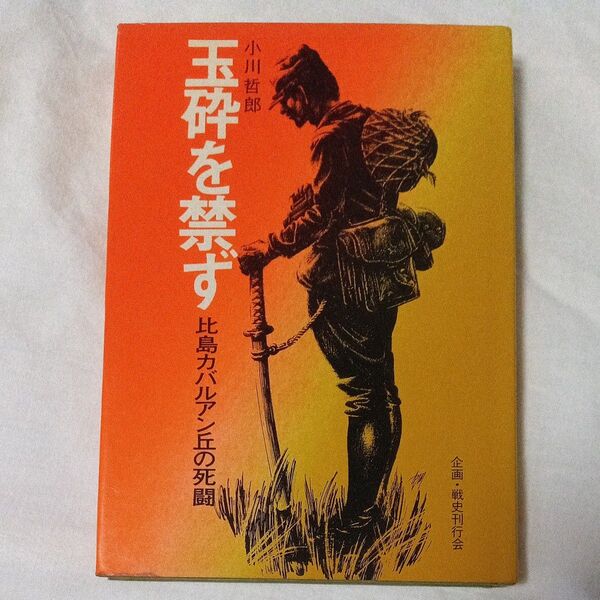 小川哲郎
玉砕を禁ず
比島カバルアン丘の死闘
企画・戦史刊行会